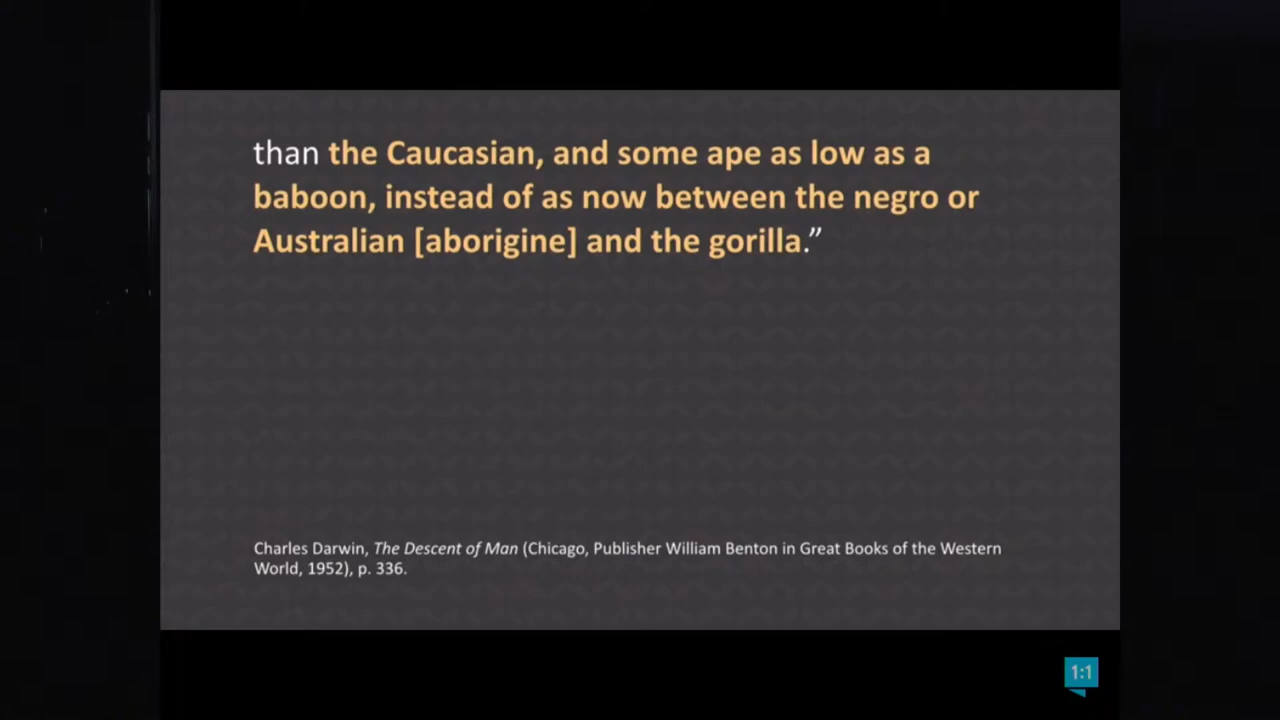 than the Caucasian, and some ape as low as a
baboon, instead of as now between the negro or
Australian [aborigine] and the gorilla.”
Charles Darwin, The Descent of Man (Chicago, Publisher William Benton in Great Books of the Western
World, 1952), p. 336.
1:1